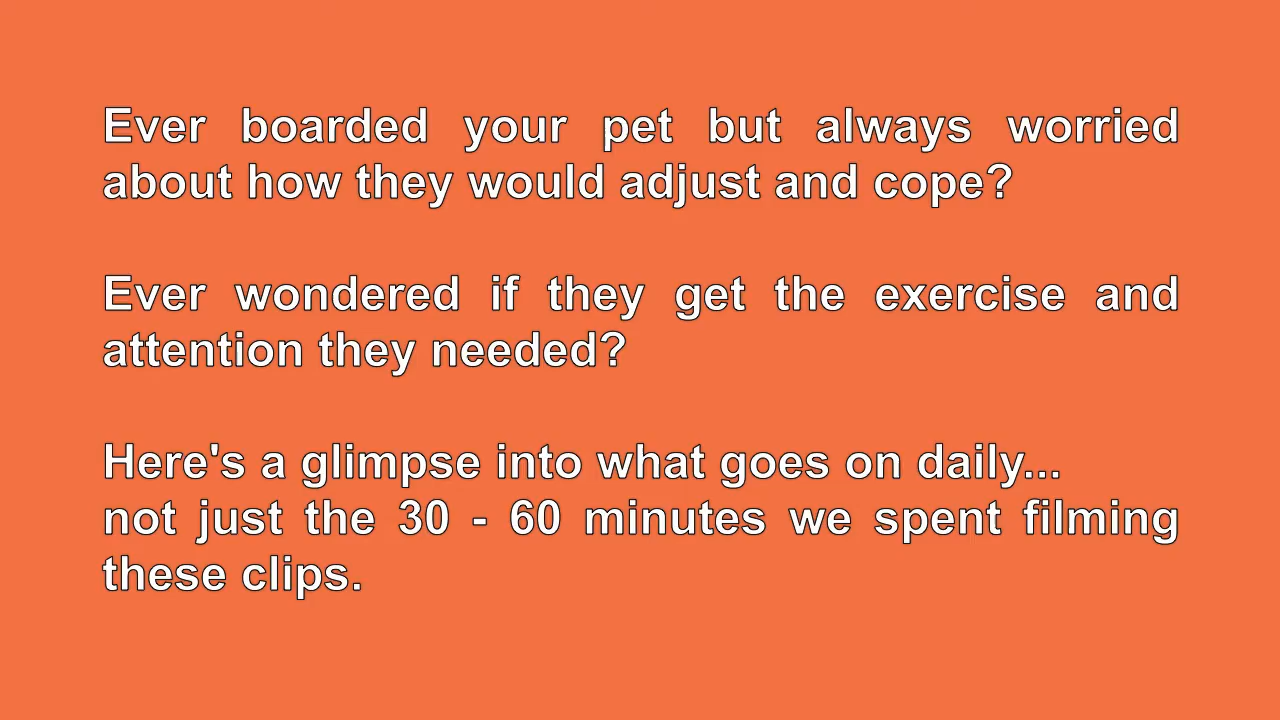 Ever boarded your pet but always worried
about how they would adjust and cope?
Ever wondered if they get the exercise and
attention they needed?
Here's a glimpse into what goes on daily...
not just the 30 - 60 minutes we spent filming
these clips.